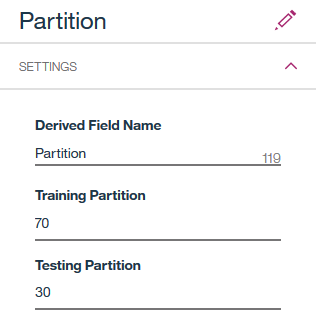 Partition
SETTINGS
Derived Field Name
Partition
119
Training Partition
70
Testing Partition
30